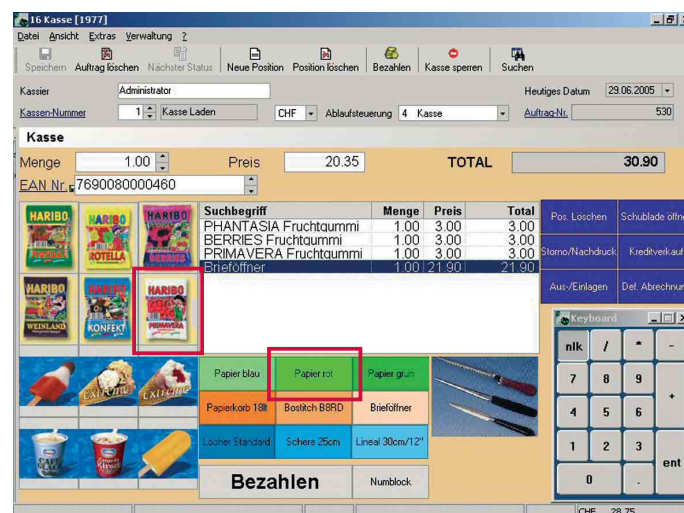 16 Kasse [1977]
Datei Ansicht Extras Verwaltung ?
Speichern Auftrag löschen Nächster Status Neue Position Position löschen Bezahlen Kasse sperren Suchen
Kassier Administrator Heutiges Datum 29.06.2005
Kassen-Nummer 1 Kasse Laden CHF Ablaufsteuerung 4 Kasse Auftrag-Nr. 530
Kasse
Menge 1.00 Preis 20.35 TOTAL 30.90
EAN Nr. 7690080000460
Suchbegriff Menge Preis Total
PHANTASIA Fruchtgummi 1.00 3.00 3.00
BERRIES Fruchtgummi 1.00 3.00 3.00
PRIMAVERA Fruchtgummi 1.00 3.00 3.00
Brieföffner 1.00 21.90 21.90
HARIBO HARIBO HARIBO
ROTELLA BERRIES
HARIBO HARIBO HARIBO
WEINLAND KONFEKT PRIMAVERA
EXTRÊME EXTRÊME
Pos. Löschen Schublade öffne
Storno/Nachdruck Kreditverkauf
Aus-/Einlagen Def. Abrechnun
Keyboard
nlk / * -
7 8 9 +
4 5 6
1 2 3 ent
0 .
Papier blau Papier rot Papier grün
Papierkorb 18lt Bostitch B8RD Brieföffner
Locher Standard Schere 25cm Lineal 30cm/12"
Bezahlen Numblock
CHF 28.75